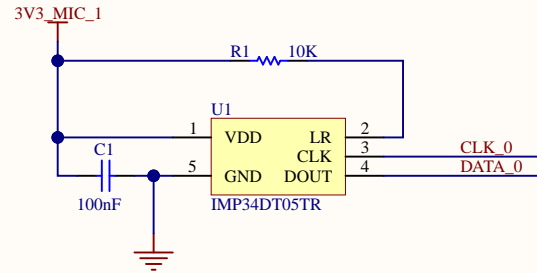 3V3_MIC_1
R1 10K
U1
1 VDD LR 2
CLK 3 CLK_0
C1 5 GND DOUT 4 DATA_0
100nF IMP34DT05TR